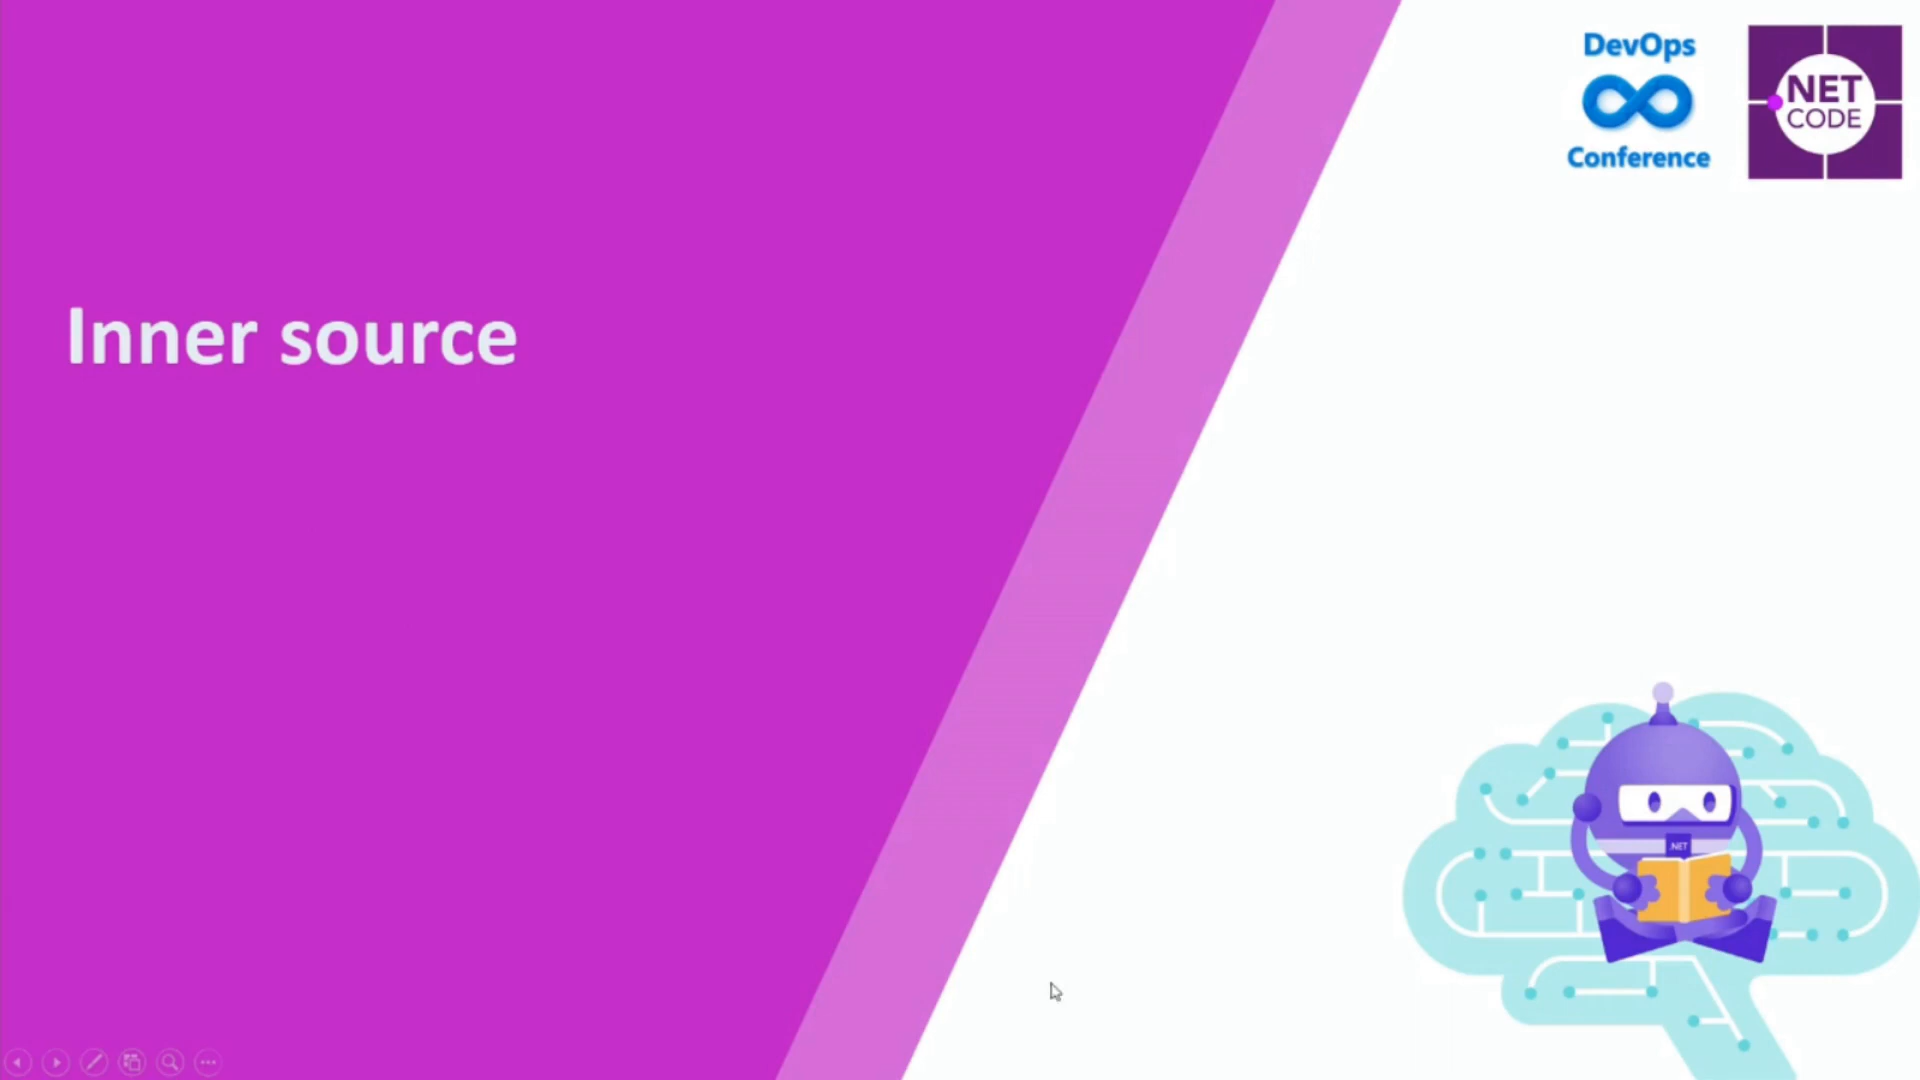 DevOps
Conference
NET
CODE
Inner source
.NET